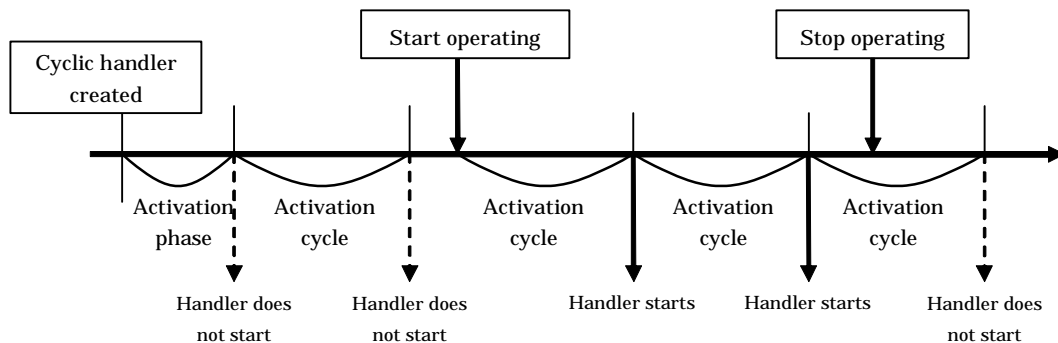 Start operating
Stop operating
Cyclic handler
created
Activation
phase
Activation
cycle
Activation
cycle
Activation
cycle
Activation
cycle
Handler does
not start
Handler does
not start
Handler starts
Handler starts
Handler does
not start